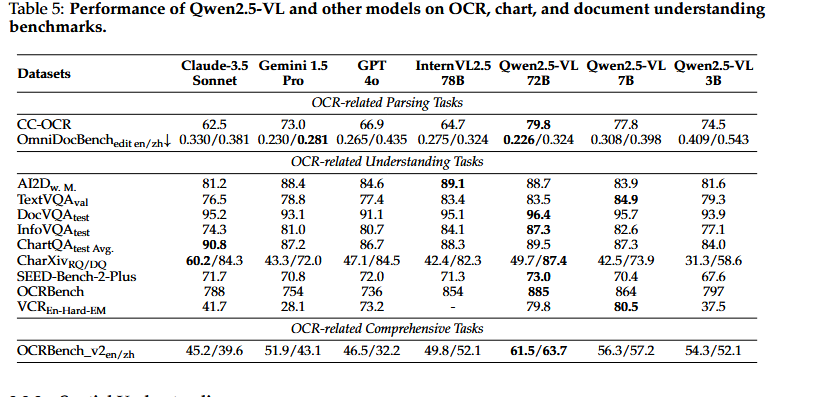 Table 5: Performance of Qwen2.5-VL and other models on OCR, chart, and document understanding
benchmarks.
Datasets Claude-3.5 Sonnet Gemini 1.5 Pro GPT 4o InternVL2.5 78B Qwen2.5-VL 72B Qwen2.5-VL 7B Qwen2.5-VL 3B
OCR-related Parsing Tasks
CC-OCR 62.5 73.0 66.9 64.7 79.8 77.8 74.5
OmniDocBench edit en/zh↓ 0.330/0.381 0.230/0.281 0.265/0.435 0.275/0.324 0.226/0.324 0.308/0.398 0.409/0.543
OCR-related Understanding Tasks
AI2D w. M. 81.2 88.4 84.6 89.1 88.7 83.9 81.6
TextVQA val 76.5 78.8 77.4 83.4 83.5 84.9 79.3
DocVQA test 95.2 93.1 91.1 95.1 96.4 95.7 93.9
InfoVQA test 74.3 81.0 80.7 84.1 87.3 82.6 77.1
ChartQA test Avg. 90.8 87.2 86.7 88.3 89.5 87.3 84.0
CharXiv RQ/DQ 60.2/84.3 43.3/72.0 47.1/84.5 42.4/82.3 49.7/87.4 42.5/73.9 31.3/58.6
SEED-Bench-2-Plus 71.7 70.8 72.0 71.3 73.0 70.4 67.6
OCRBench 788 754 736 854 885 864 797
VCR En-Hard-EM 41.7 28.1 73.2 - 79.8 80.5 37.5
OCR-related Comprehensive Tasks
OCRBench_v2 en/zh 45.2/39.6 51.9/43.1 46.5/32.2 49.8/52.1 61.5/63.7 56.3/57.2 54.3/52.1